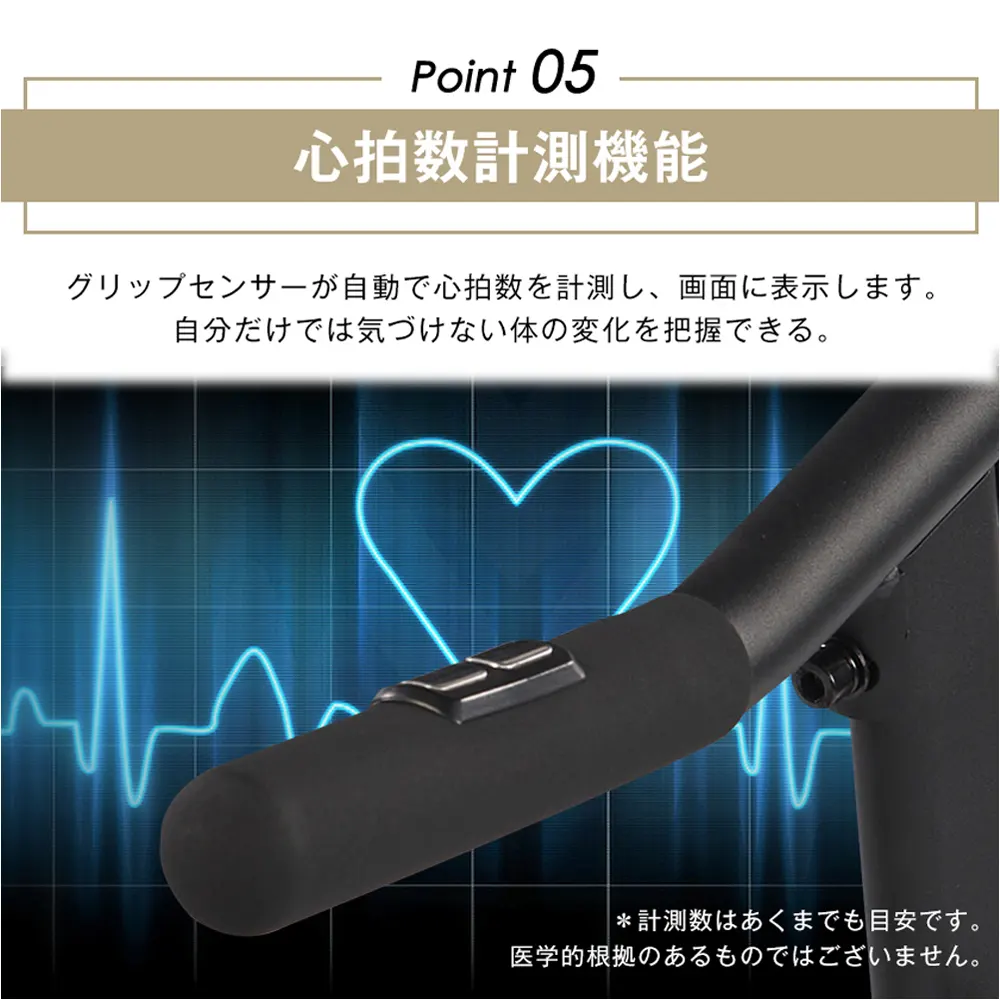 Point 05
心拍数計測機能
グリップセンサーが自動で心拍数を計測し、画面に表示します。
自分だけでは気づけない体の変化を把握できる。
＊計測数はあくまでも目安です。
医学的根拠のあるものではございません。